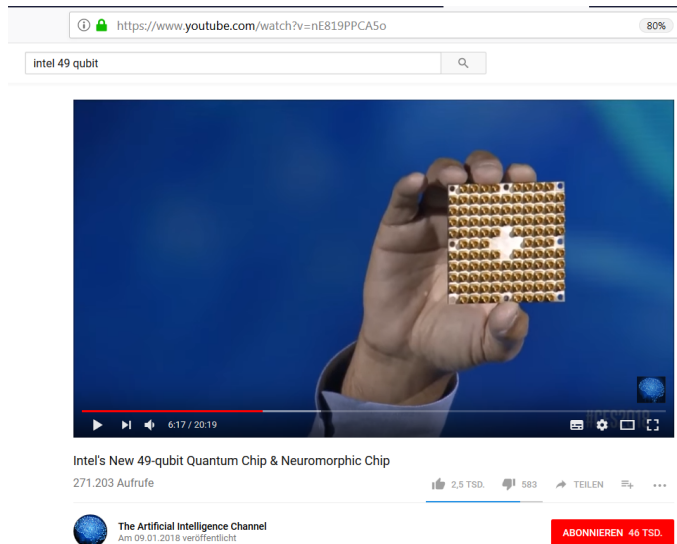 https://www.youtube.com/watch?v=nE819PPCA5o 80%
intel 49 qubit
#CES2018
6:17 / 20:19
Intel's New 49-qubit Quantum Chip & Neuromorphic Chip
271.203 Aufrufe 2,5 TSD. 583 TEILEN
The Artificial Intelligence Channel
Am 09.01.2018 veröffentlicht
ABONNIEREN 46 TSD.